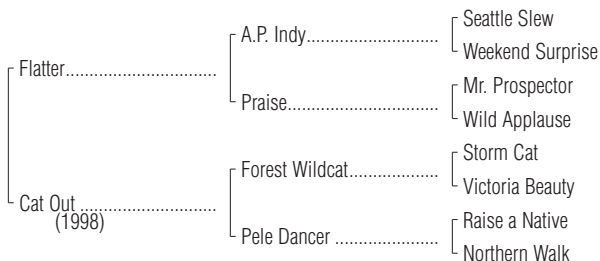 Seattle Slew
A.P. Indy......................................
Weekend Surprise
Flatter............................................
Mr. Prospector
Praise............................................
Wild Applause
Storm Cat
Forest Wildcat............................
Victoria Beauty
Cat Out ........................................
(1998)
Raise a Native
Pele Dancer ................................
Northern Walk